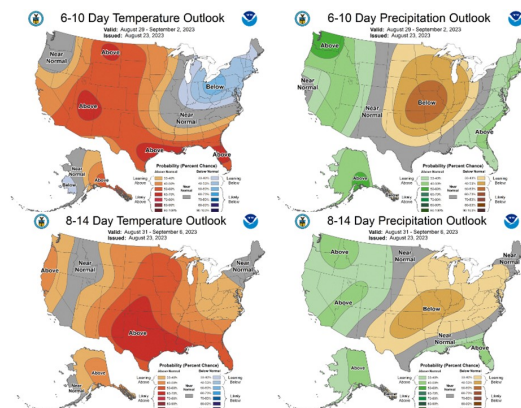 6-10 Day Temperature Outlook
Valid: August 29 - September 2, 2023
Issued: August 23, 2023
Near
Normal
Above
Above
Below
Near
Normal
Above
Above
Below
Above
Probability (Percent Chance)
Above Normal
Below Normal
Near
Normal
Leaning
Above
Likely
Above
Leaning
Below
Likely
Below
6-10 Day Precipitation Outlook
Valid: August 29 - September 2, 2023
Issued: August 23, 2023
Above
Near
Normal
Below
Near
Normal
Above
Above
Probability (Percent Chance)
Above Normal
Below Normal
Near
Normal
Leaning
Above
Likely
Above
Leaning
Below
Likely
Below
8-14 Day Temperature Outlook
Valid: August 31 - September 6, 2023
Issued: August 23, 2023
Above
Near
Normal
Near
Normal
Above
Above
Near
Normal
Probability (Percent Chance)
Above Normal
Below Normal
Near
Normal
Leaning
Above
Likely
Above
Leaning
Below
Likely
Below
8-14 Day Precipitation Outlook
Valid: August 31 - September 6, 2023
Issued: August 23, 2023
Above
Near
Normal
Near
Normal
Above
Below
Near
Normal
Above
Above
Probability (Percent Chance)
Above Normal
Below Normal
Near
Normal
Leaning
Above
Likely
Above
Leaning
Below
Likely
Below